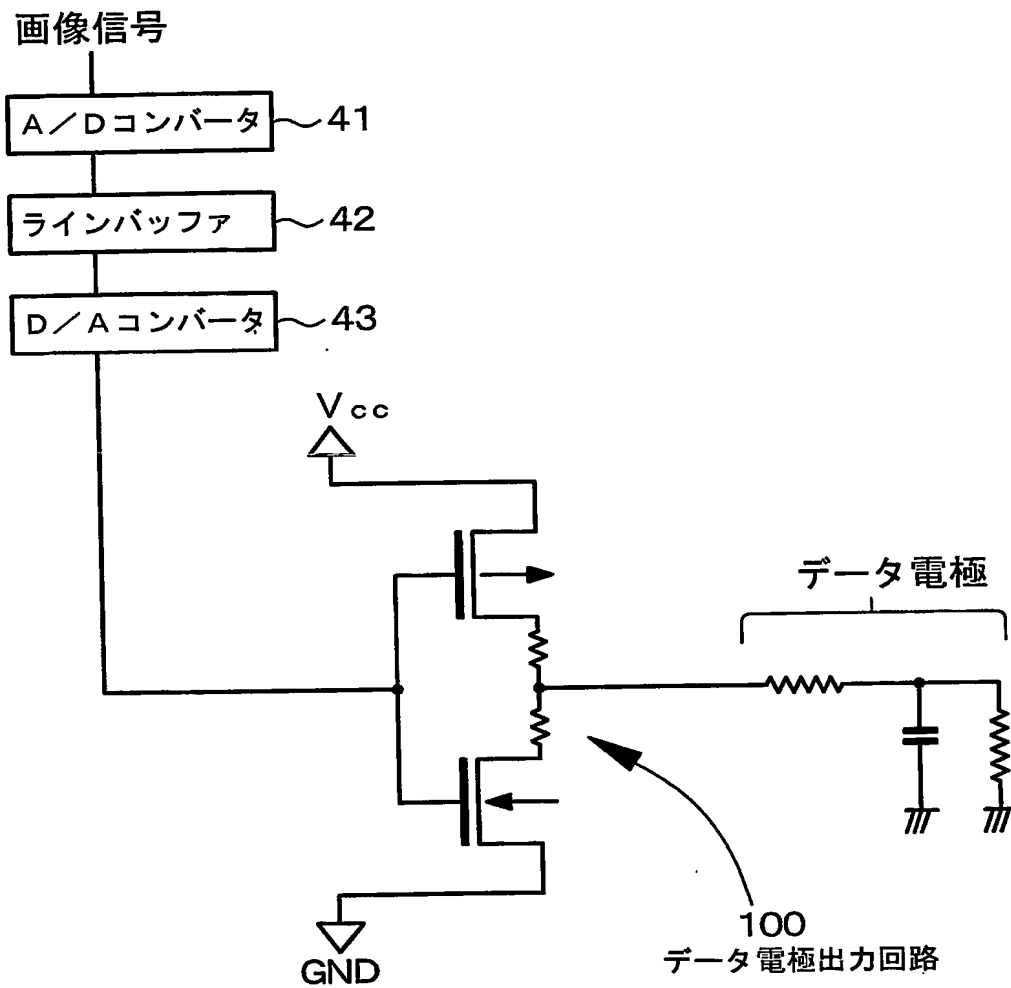 画像信号
A/Dコンバータ 41
ラインバッファ 42
D/Aコンバータ 43
Vcc
データ電極
100
データ電極出力回路
GND